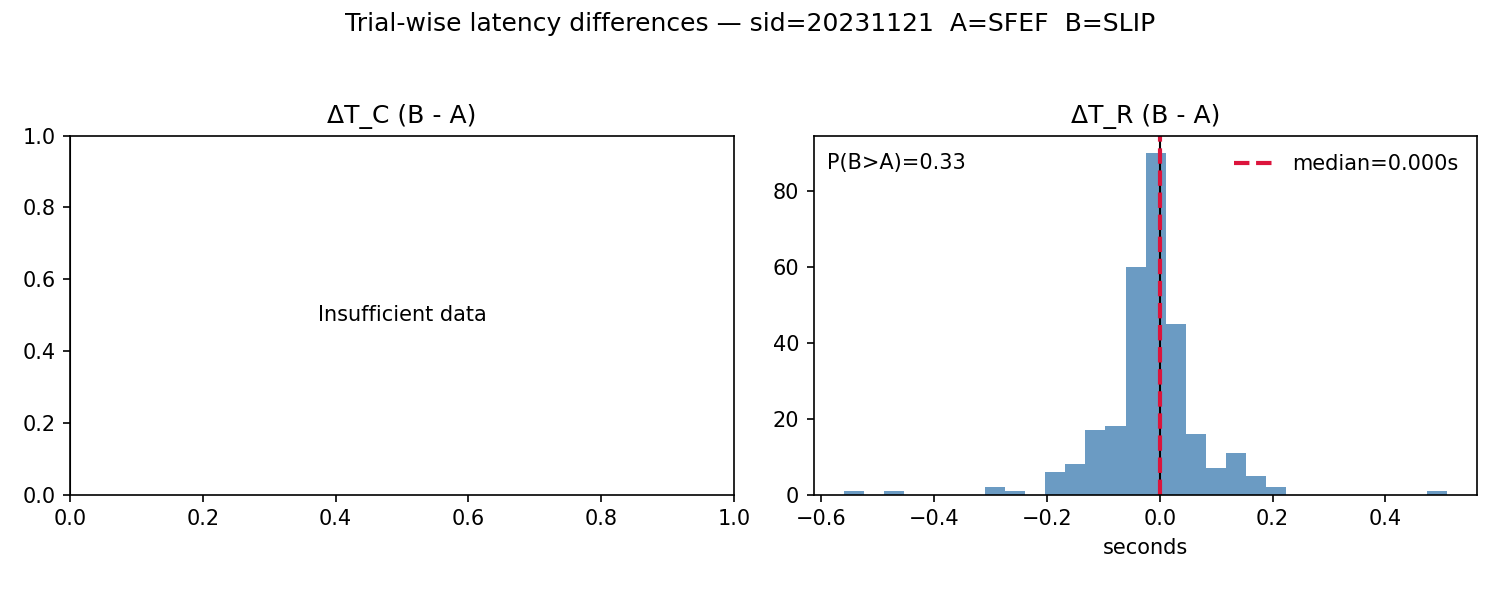 Trial-wise latency differences — sid=20231121  A=SFEF  B=SLIP
ΔT_C (B - A)
1.0
0.8
0.6
0.4
0.2
0.0
Insufficient data
0.0 0.2 0.4 0.6 0.8 1.0
ΔT_R (B - A)
P(B>A)=0.33
median=0.000s
80
60
40
20
0
−0.6 −0.4 −0.2 0.0 0.2 0.4
seconds